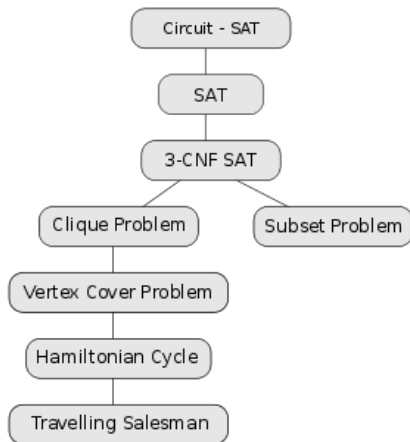 Circuit - SAT
SAT
3-CNF SAT
Clique Problem
Subset Problem
Vertex Cover Problem
Hamiltonian Cycle
Travelling Salesman